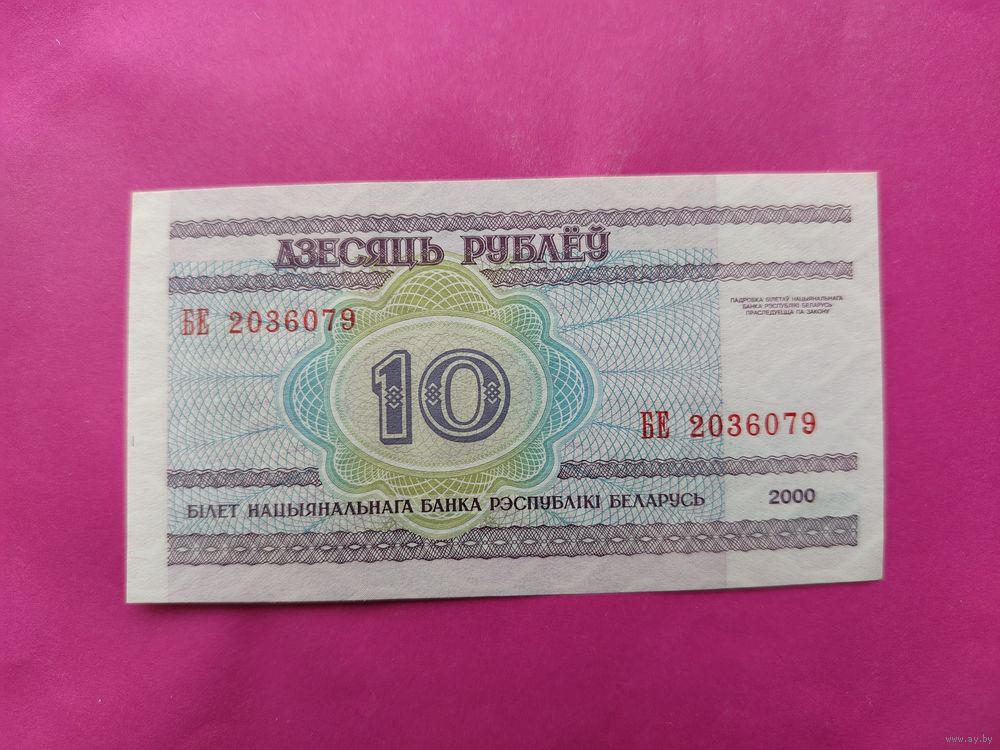 ДЗЕСЯЦЬ РУБЛЁЎ
БЕ 2036079
ПАДРОБКА БІЛЕТАЎ НАЦЫЯНАЛЬНАГА
БАНКА РЭСПУБЛІКІ БЕЛАРУСЬ
ПРАСЛЕДУЕЦЦА ПА ЗАКОНУ
10
БЕ 2036079
БІЛЕТ НАЦЫЯНАЛЬНАГА БАНКА РЭСПУБЛІКІ БЕЛАРУСЬ 2000
www.ay.by